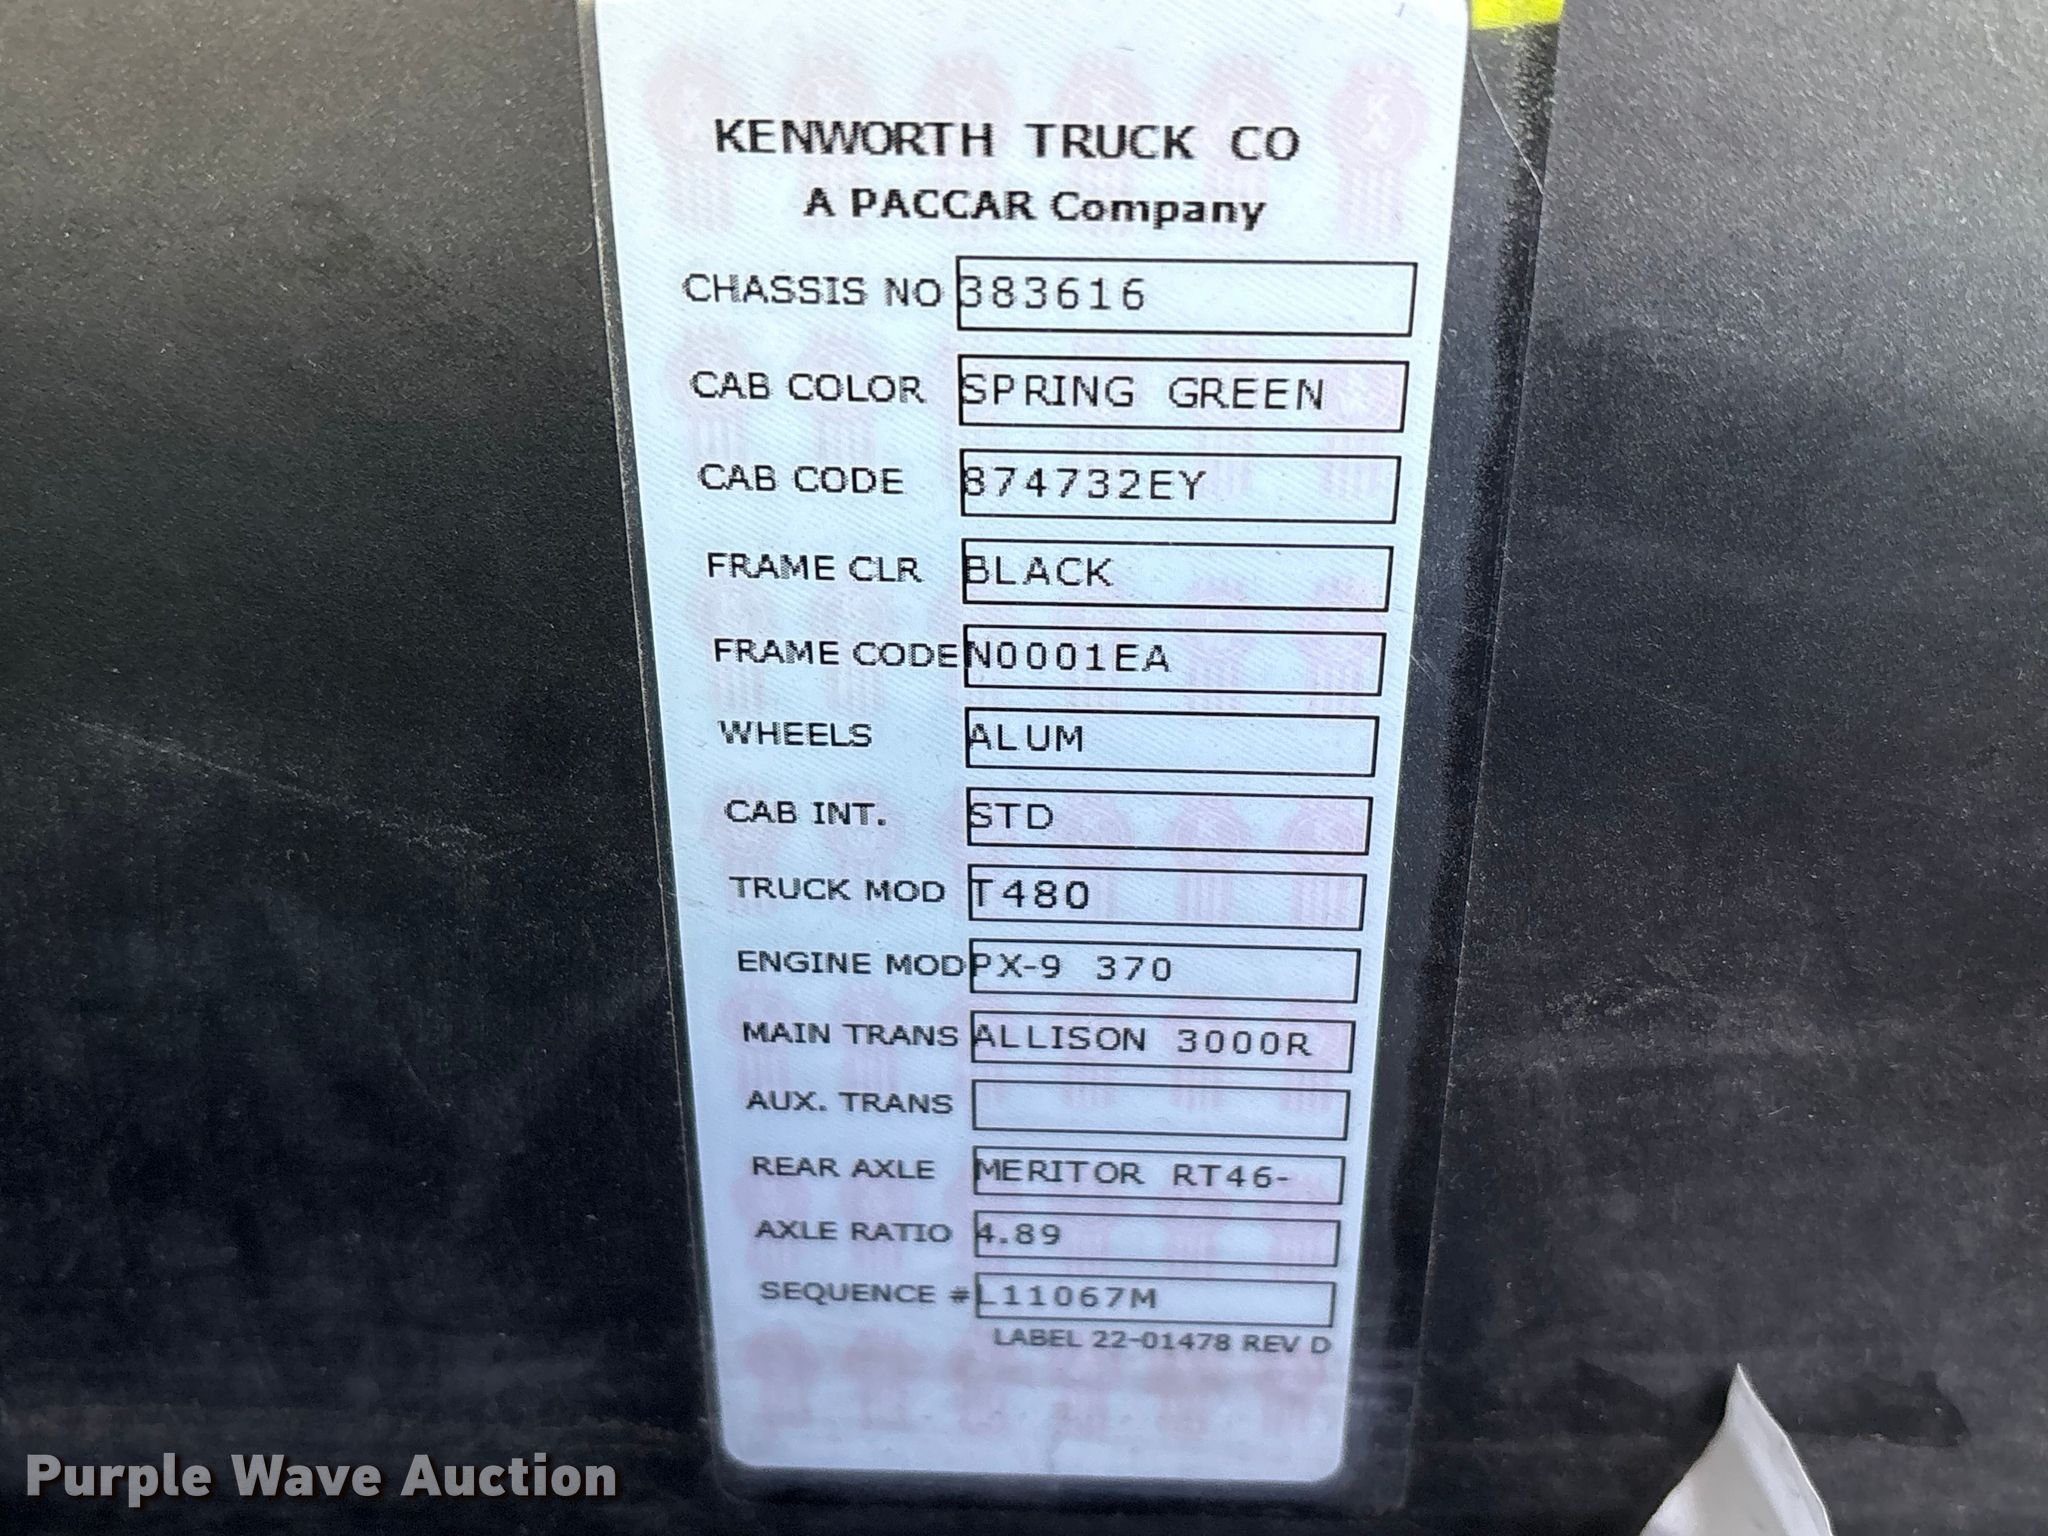 KENWORTH TRUCK CO
A PACCAR Company
CHASSIS NO 383616
CAB COLOR SPRING GREEN
CAB CODE 874732EY
FRAME CLR BLACK
FRAME CODE N0001EA
WHEELS ALUM
CAB INT. STD
TRUCK MOD T480
ENGINE MOD PX-9 370
MAIN TRANS ALLISON 3000R
AUX. TRANS
REAR AXLE MERITOR RT46-
AXLE RATIO 4.89
SEQUENCE # L11067M
LABEL 22-01478 REV D
Purple Wave Auction